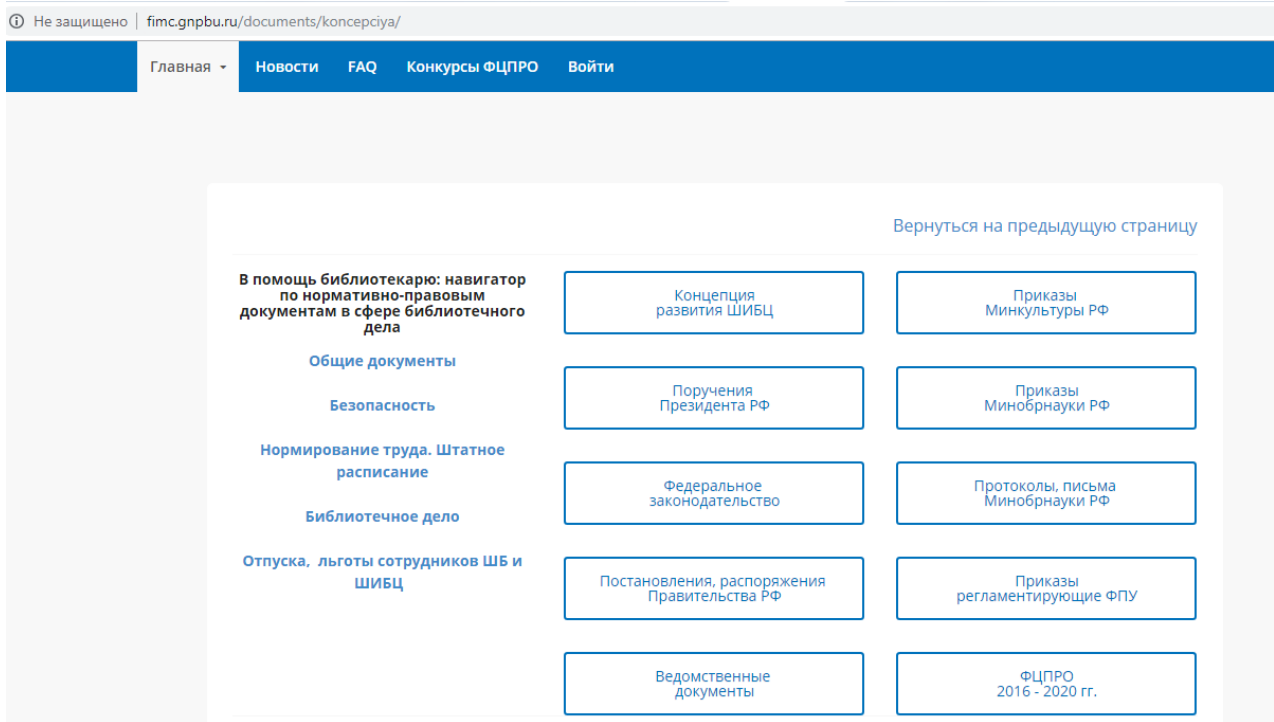 Не защищено | fimc.gnpbu.ru/documents/koncepciya/
Главная Новости FAQ Конкурсы ФЦПРО Войти
Вернуться на предыдущую страницу
В помощь библиотекарю: навигатор
по нормативно-правовым
документам в сфере библиотечного
дела
Общие документы
Безопасность
Нормирование труда. Штатное
расписание
Библиотечное дело
Отпуска, льготы сотрудников ШБ и
ШИБЦ
Концепция
развития ШИБЦ
Приказы
Минкультуры РФ
Поручения
Президента РФ
Приказы
Минобрнауки РФ
Федеральное
законодательство
Протоколы, письма
Минобрнауки РФ
Постановления, распоряжения
Правительства РФ
Приказы
регламентирующие ФПУ
Ведомственные
документы
ФЦПРО
2016 - 2020 гг.